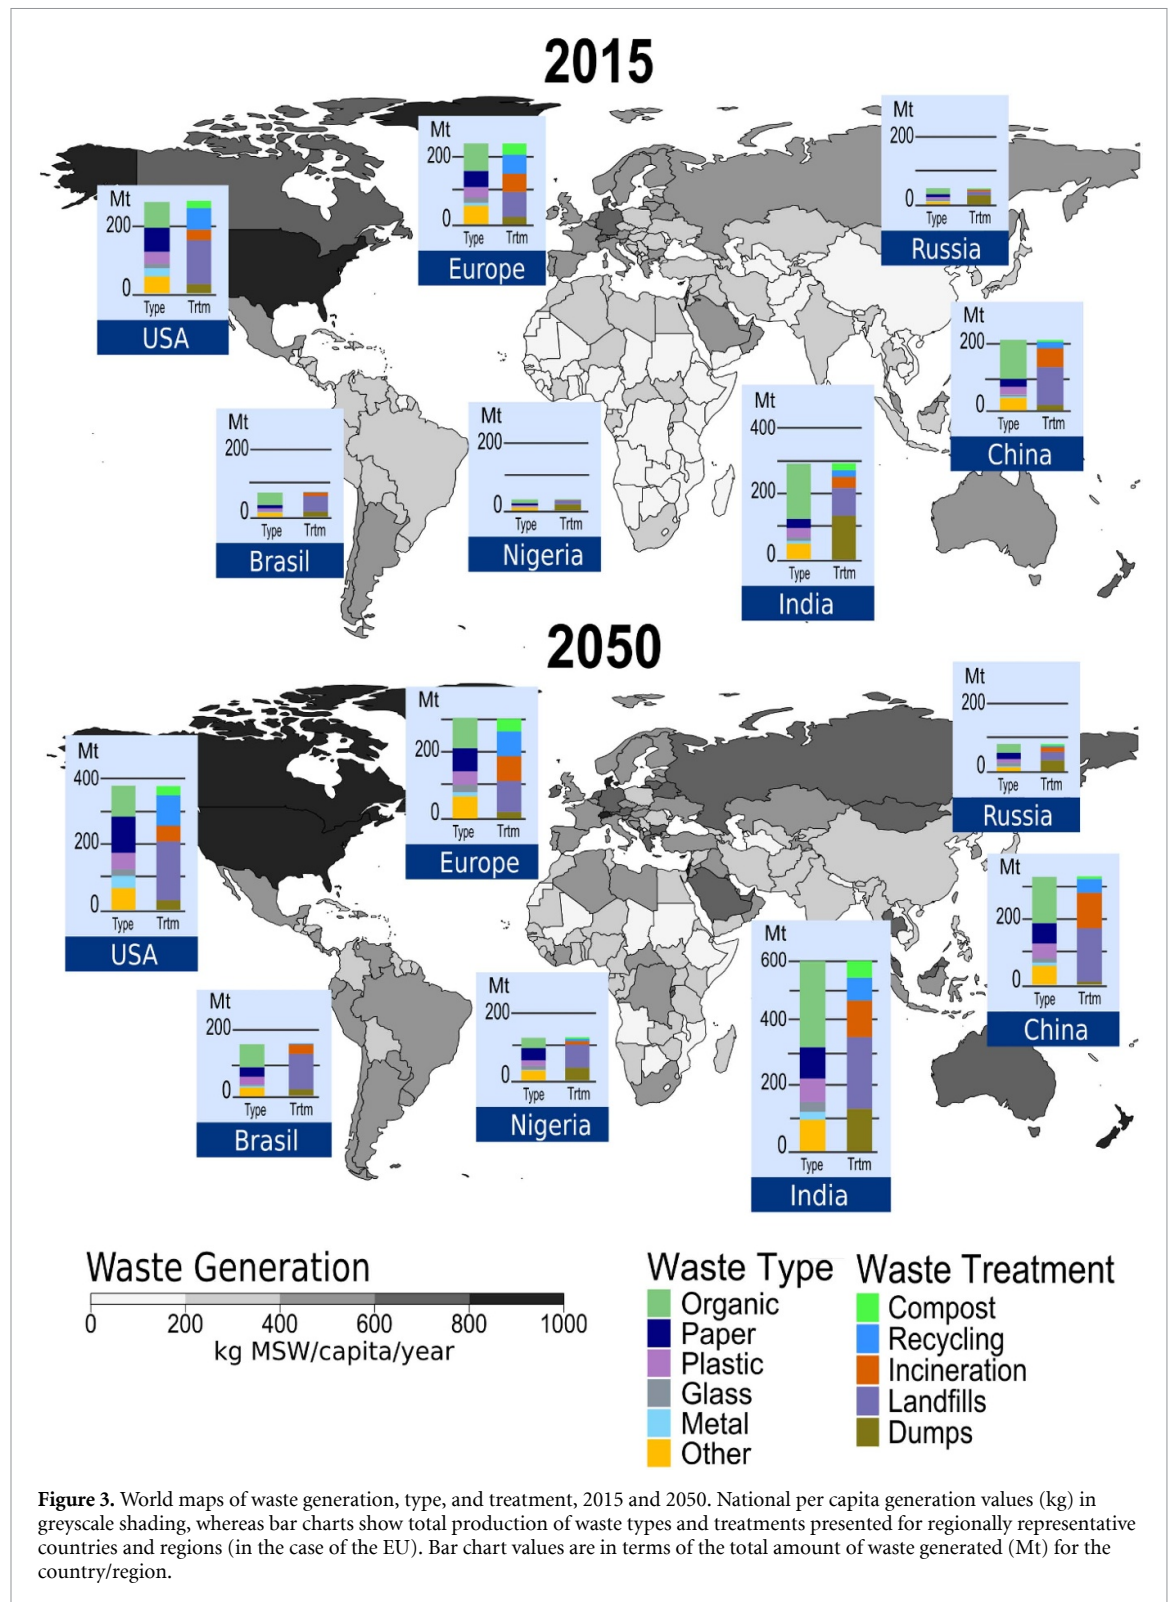 2015
Mt
200
0
Type Trtm
USA
Mt
200
0
Type Trtm
Europe
Mt
200
0
Type Trtm
Russia
Mt
200
0
Type Trtm
China
Mt
200
0
Type Trtm
Brasil
Mt
200
0
Type Trtm
Nigeria
Mt
400
200
0
Type Trtm
India
2050
Mt
400
200
0
Type Trtm
USA
Mt
200
0
Type Trtm
Europe
Mt
200
0
Type Trtm
Russia
Mt
200
0
Type Trtm
China
Mt
200
0
Type Trtm
Brasil
Mt
200
0
Type Trtm
Nigeria
Mt
600
400
200
0
Type Trtm
India
Waste Generation
0 200 400 600 800 1000
kg MSW/capita/year
Waste Type
Organic
Paper
Plastic
Glass
Metal
Other
Waste Treatment
Compost
Recycling
Incineration
Landfills
Dumps
Figure 3. World maps of waste generation, type, and treatment, 2015 and 2050. National per capita generation values (kg) in
greyscale shading, whereas bar charts show total production of waste types and treatments presented for regionally representative
countries and regions (in the case of the EU). Bar chart values are in terms of the total amount of waste generated (Mt) for the
country/region.